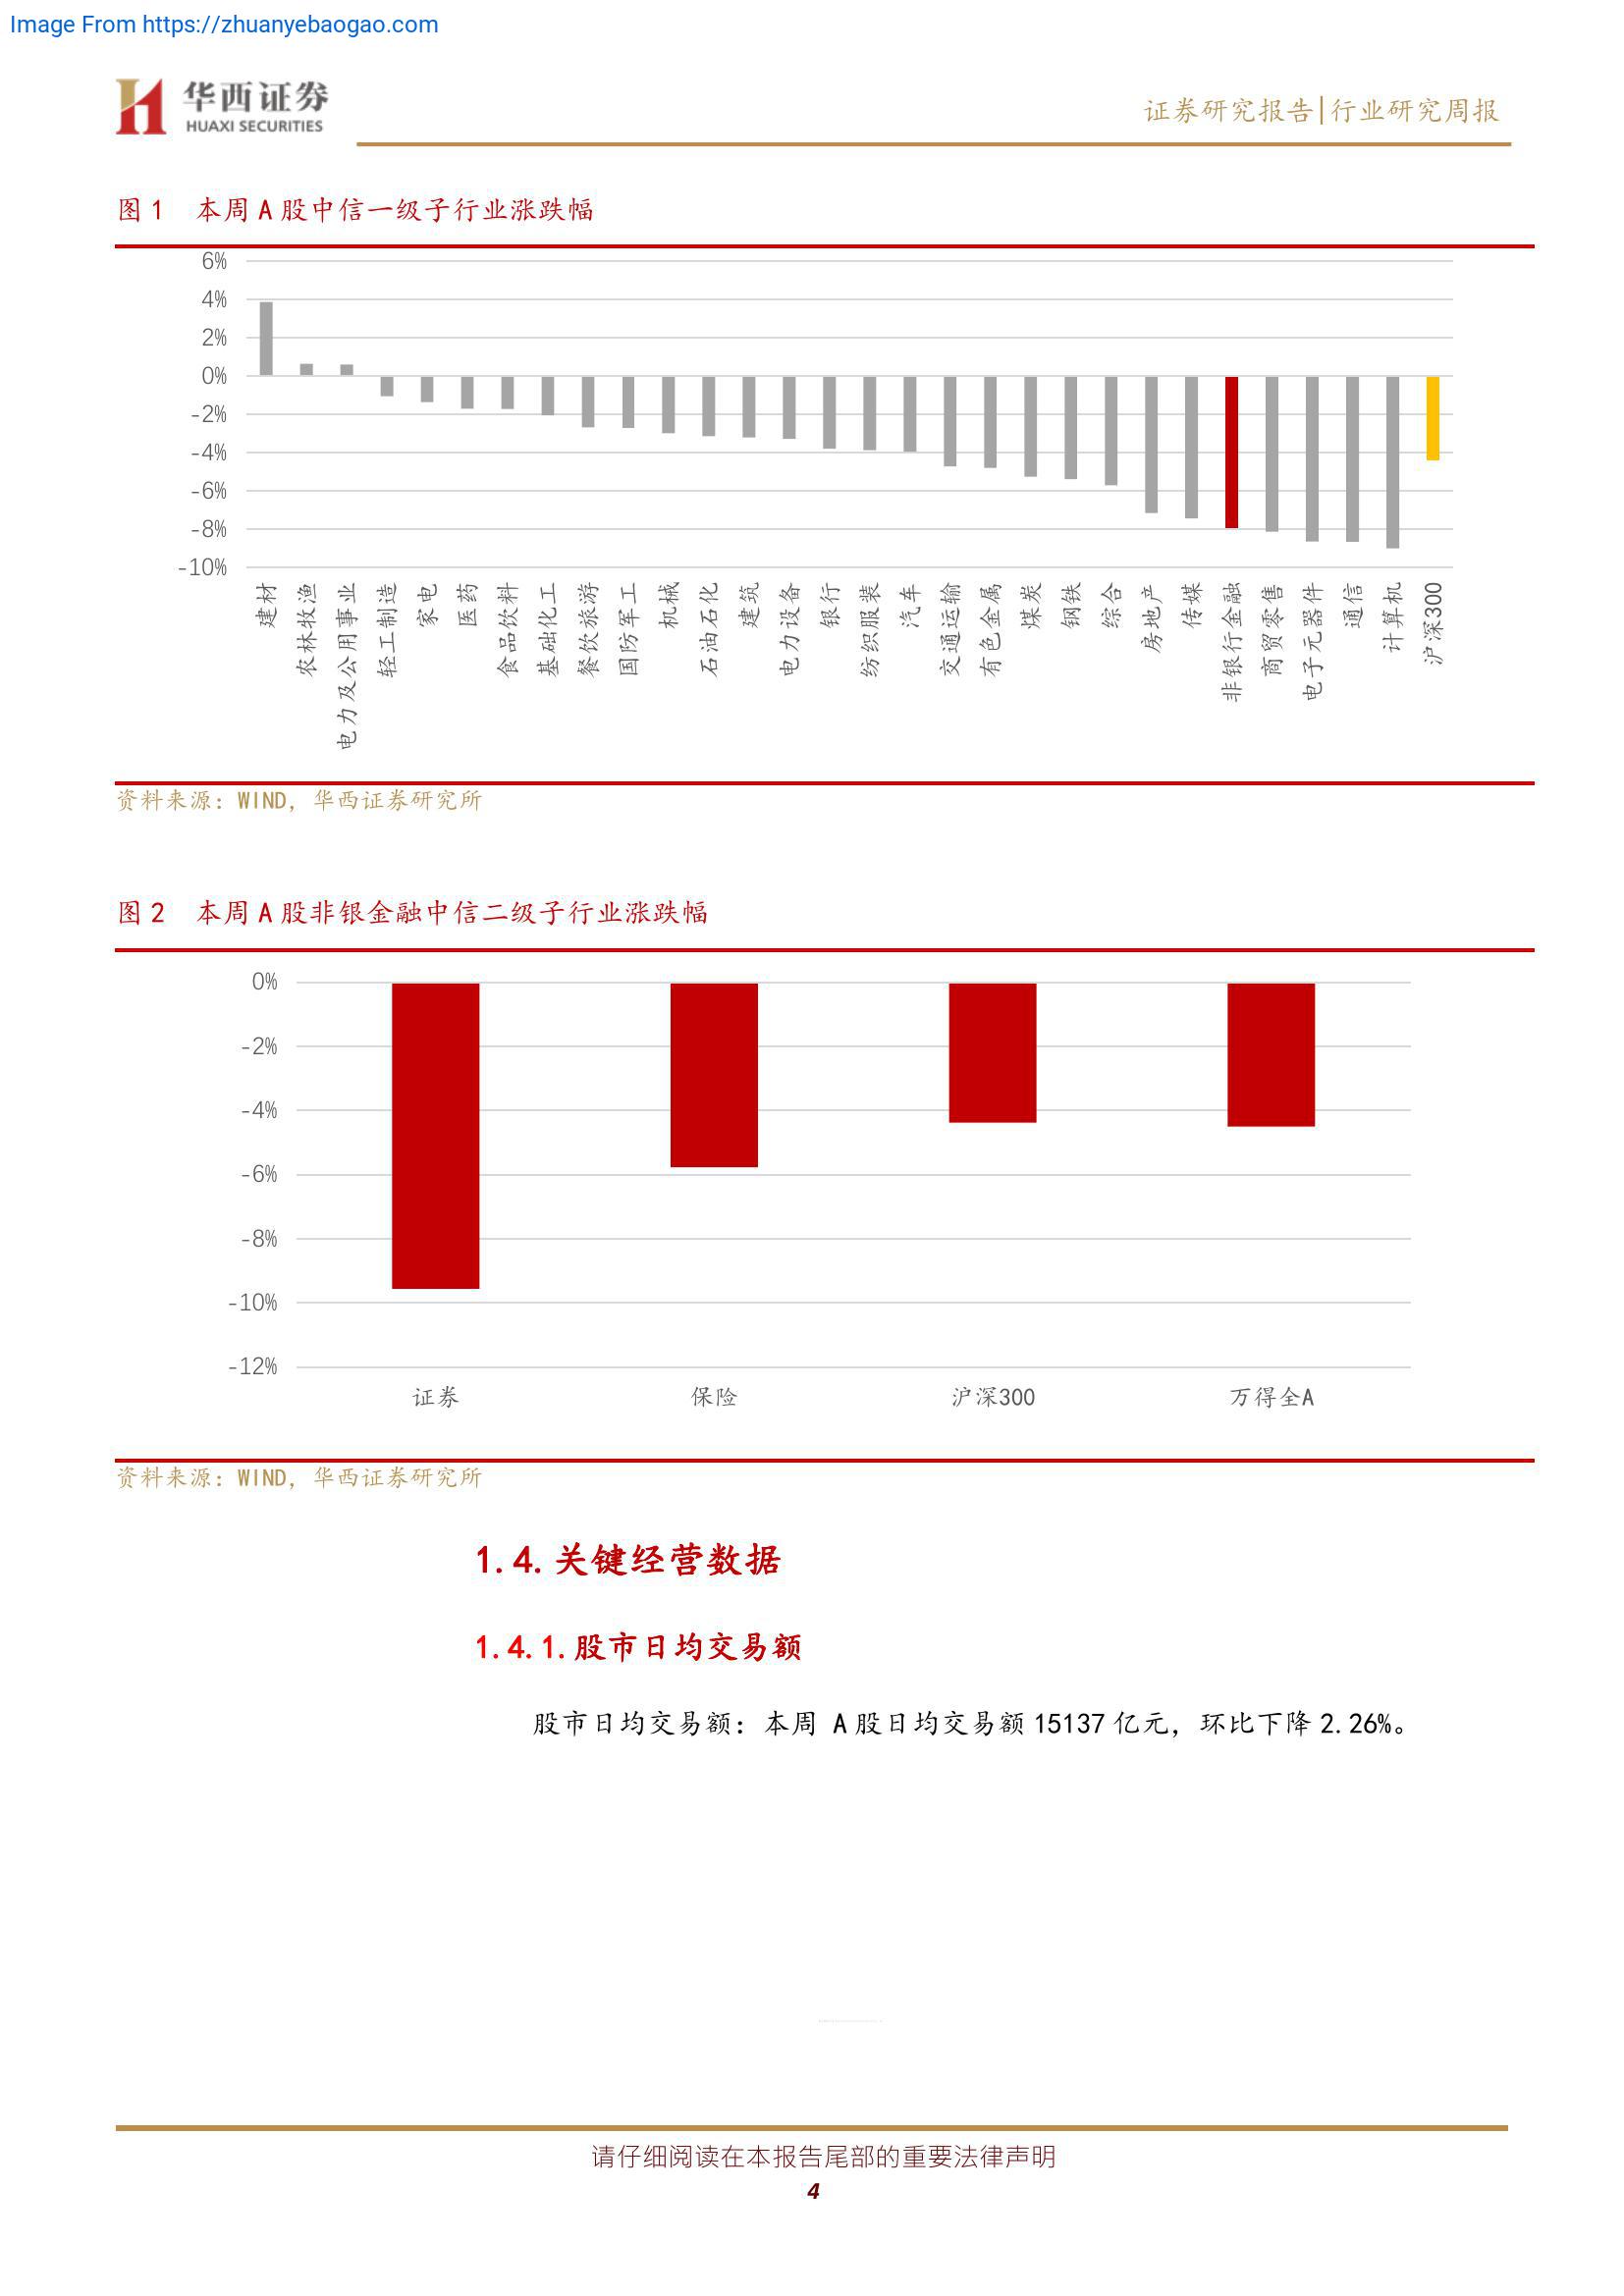 Image From https://zhuanyebaogao.com
华西证券
HUAXI SECURITIES
证券研究报告|行业研究周报
图 1 本周 A 股中信一级子行业涨跌幅
6%
4%
2%
0%
-2%
-4%
-6%
-8%
-10%
建材
农林牧渔
电力及公用事业
轻工制造
家电
医药
食品饮料
基础化工
餐饮旅游
国防军工
机械
石油石化
建筑
电力设备
银行
纺织服装
汽车
交通运输
有色金属
煤炭
钢铁
综合
房地产
传媒
非银行金融
商贸零售
电子元器件
通信
计算机
沪深300
资料来源：WIND，华西证券研究所
图 2 本周 A 股非银金融中信二级子行业涨跌幅
0%
-2%
-4%
-6%
-8%
-10%
-12%
证券
保险
沪深300
万得全A
资料来源：WIND，华西证券研究所
1.4.关键经营数据
1.4.1.股市日均交易额
股市日均交易额：本周 A 股日均交易额 15137 亿元，环比下降 2.26%。
请仔细阅读在本报告尾部的重要法律声明
4